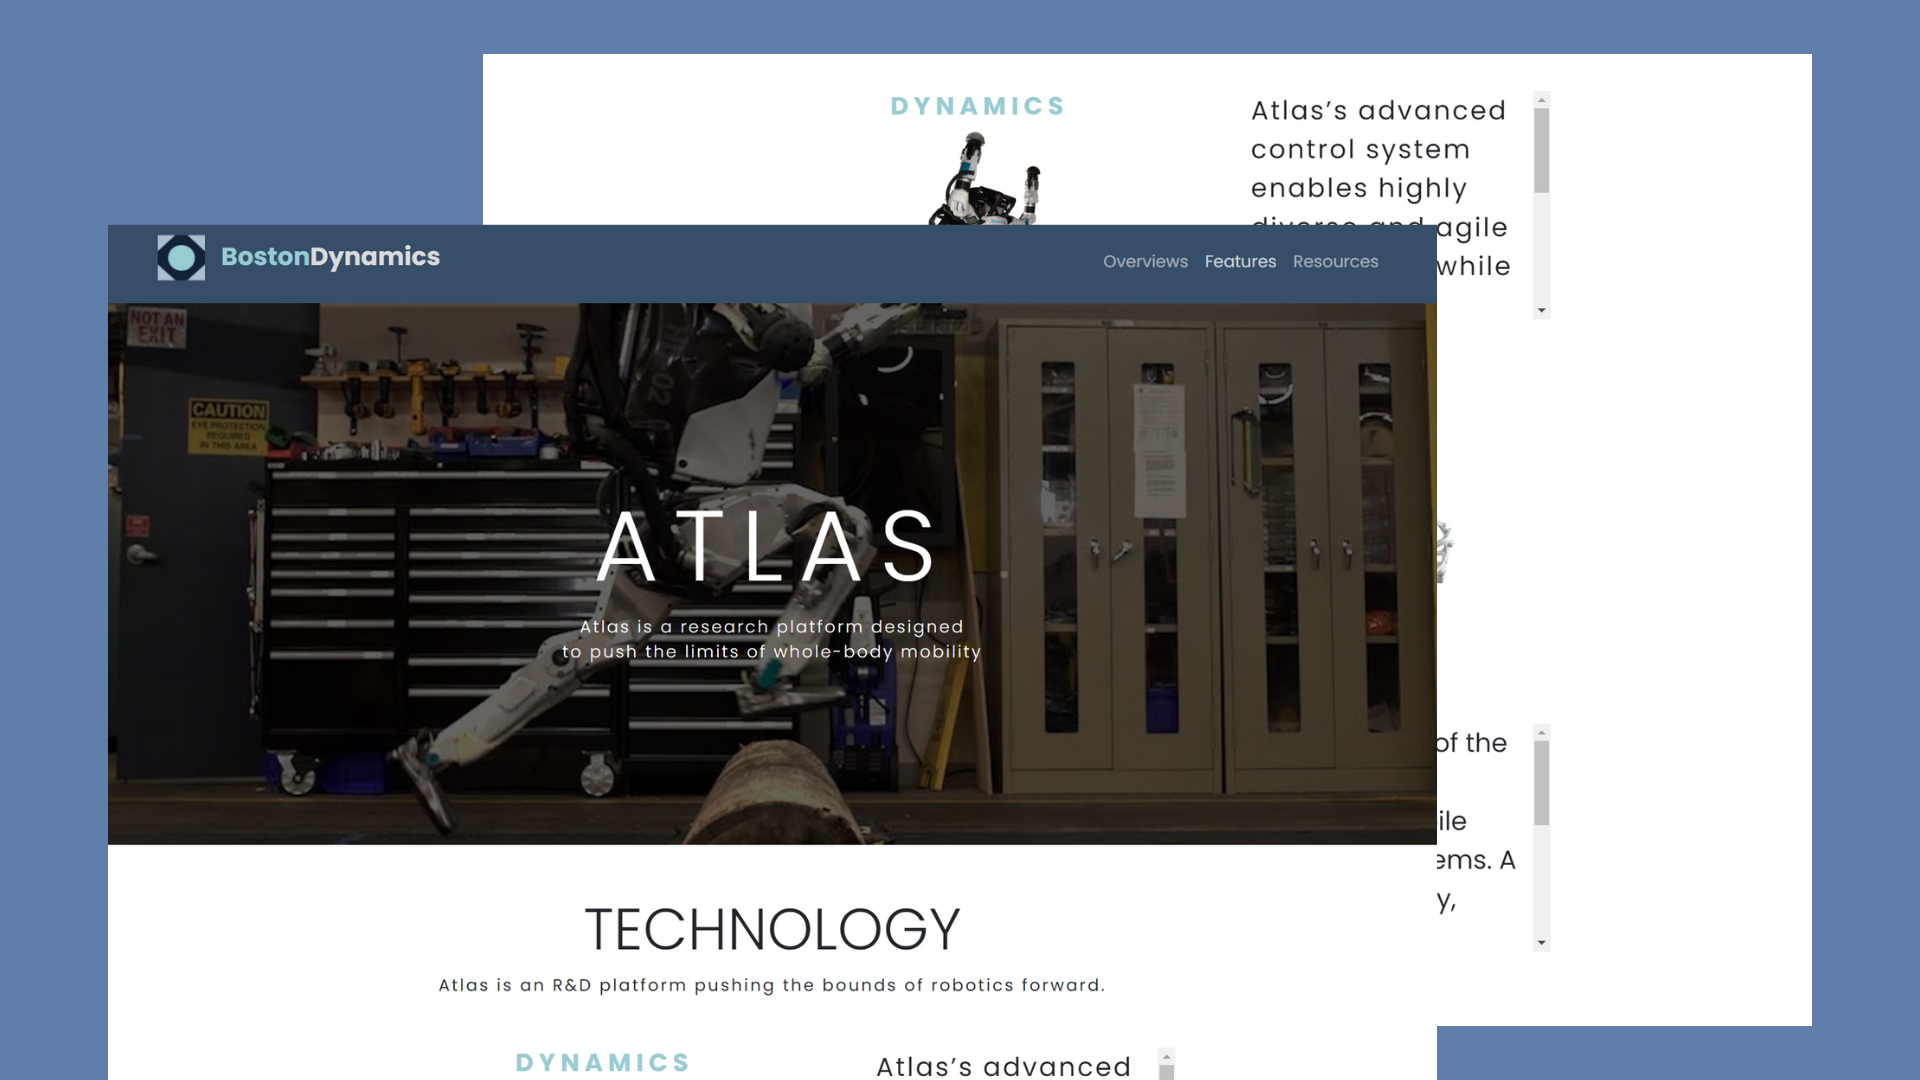 DYNAMICS
Atlas’s advanced
control system
enables highly
diverse and agile
while
of the
ile
ems. A
y,
BostonDynamics
Overviews
Features
Resources
NOT AN
EXIT
CAUTION
EYE PROTECTION
REQUIRED
IN THIS AREA
02
ATLAS
Atlas is a research platform designed
to push the limits of whole-body mobility
TECHNOLOGY
Atlas is an R&D platform pushing the bounds of robotics forward.
DYNAMICS
Atlas’s advanced